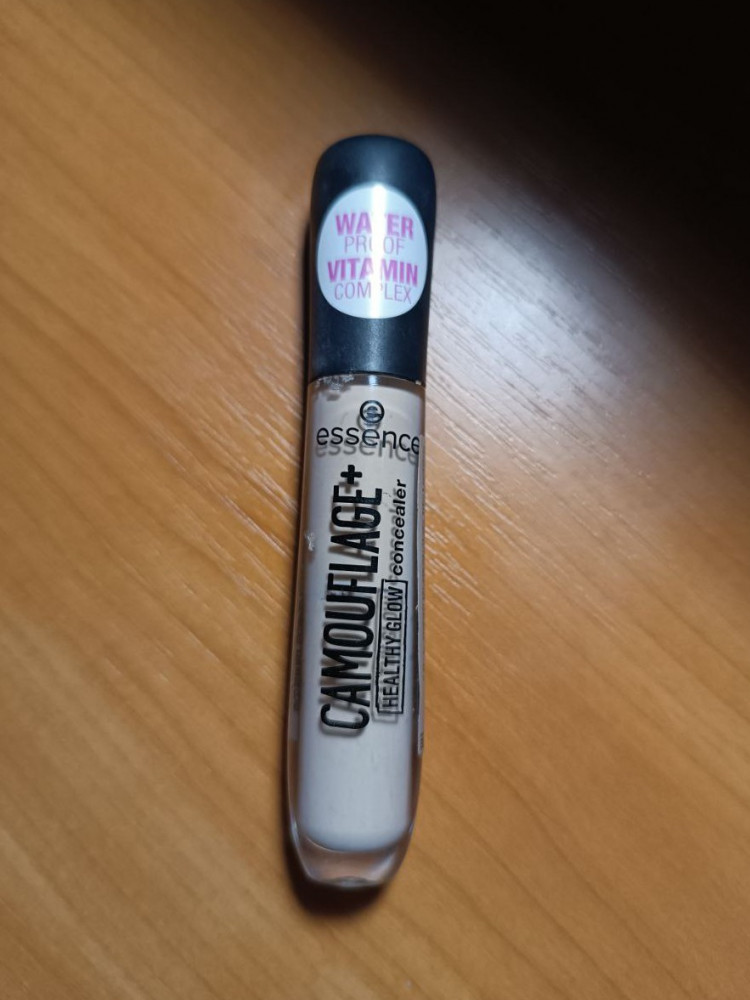 WATER
PROOF
VITAMIN
COMPLEX
essence
CAMOUFLAGE+
HEALTHY GLOW concealer